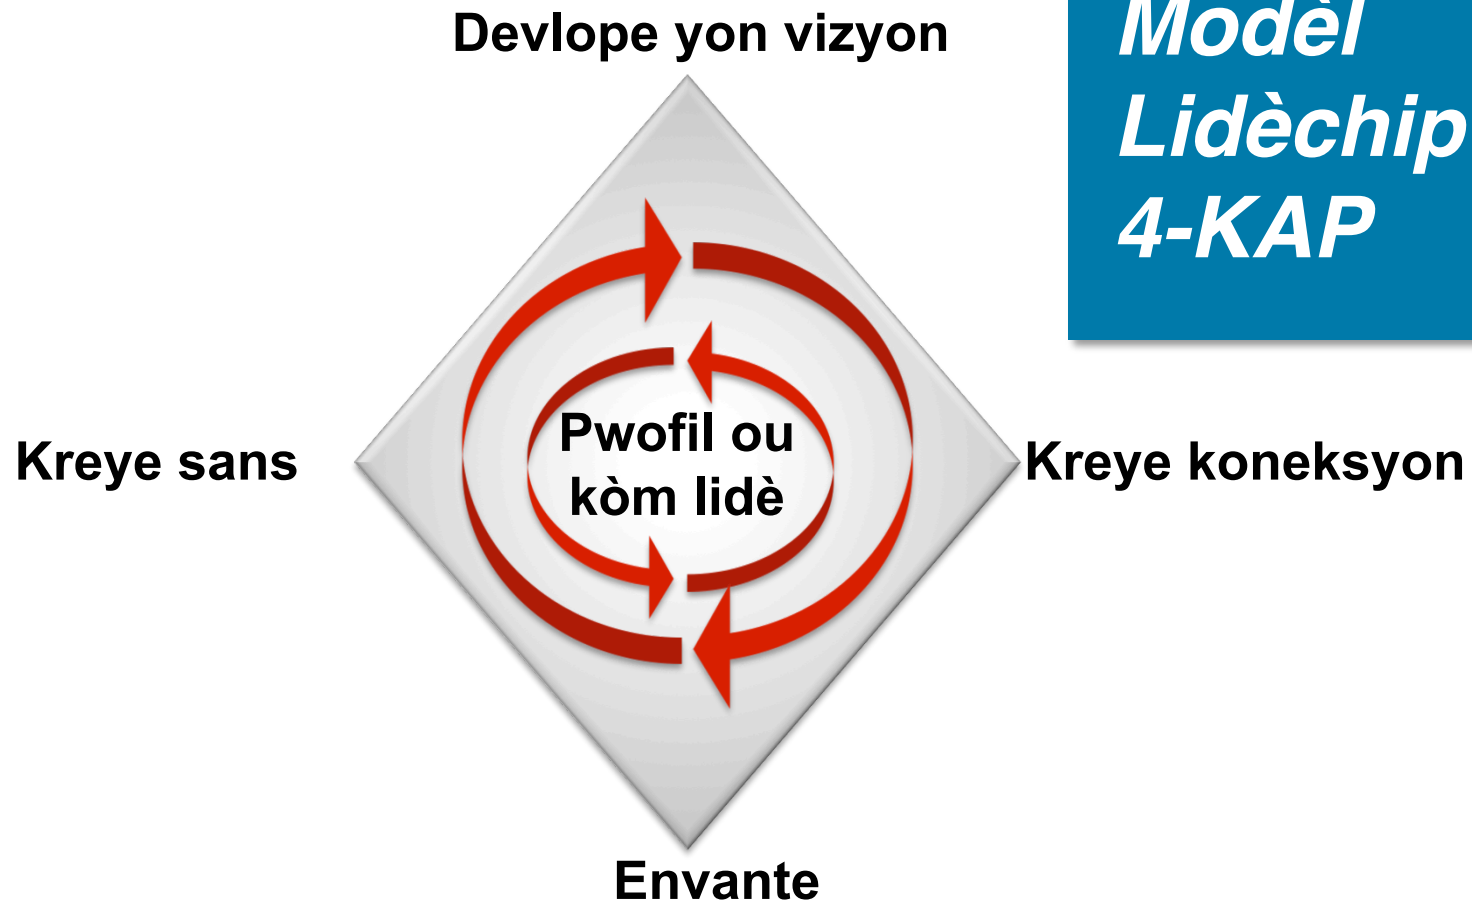 Devlope yon vizyon
Modèl
Lidèchip
4-KAP
Kreye sans
Pwofil ou
kòm lidè
Kreye koneksyon
Envante